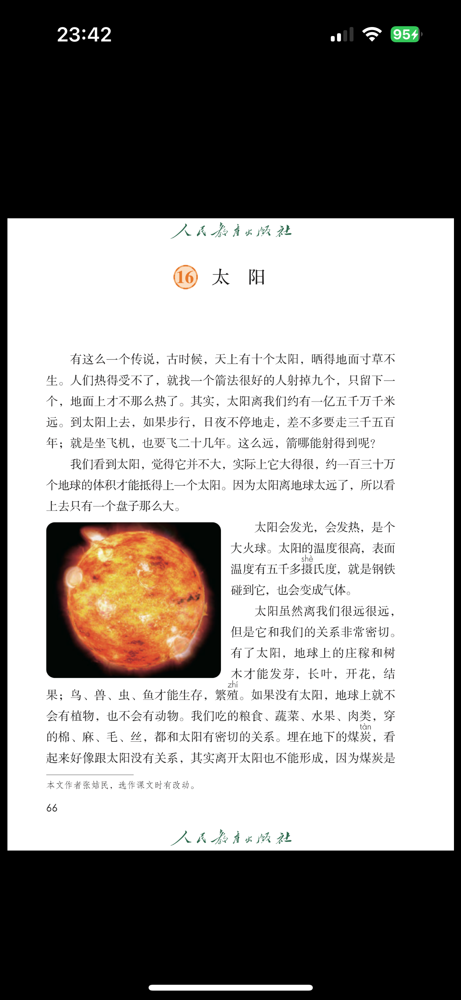 23:42
95
人民教育出版社
16 太 阳
有这么一个传说，古时候，天上有十个太阳，晒得地面寸草不
生。人们热得受不了，就找一个箭法很好的人射掉九个，只留下一
个，地面上才不那么热了。其实，太阳离我们约有一亿五千万千米
远。到太阳上去，如果步行，日夜不停地走，差不多要走三千五百
年；就是坐飞机，也要飞二十几年。这么远，箭哪能射得到呢？
我们看到太阳，觉得它并不大，实际上它大得很，约一百三十万
个地球的体积才能抵得上一个太阳。因为太阳离地球太远了，所以看
上去只有一个盘子那么大。
太阳会发光，会发热，是个
大火球。太阳的温度很高，表面
shè
温度有五千多摄氏度，就是钢铁
碰到它，也会变成气体。
太阳虽然离我们很远很远，
但是它和我们的关系非常密切。
有了太阳，地球上的庄稼和树
木才能发芽，长叶，开花，结
zhí
果；鸟、兽、虫、鱼才能生存，繁殖。如果没有太阳，地球上就不
会有植物，也不会有动物。我们吃的粮食、蔬菜、水果、肉类，穿
tàn
的棉、麻、毛、丝，都和太阳有密切的关系。埋在地下的煤炭，看
起来好像跟太阳没有关系，其实离开太阳也不能形成，因为煤炭是
本文作者张姞民，选作课文时有改动。
66
人民教育出版社